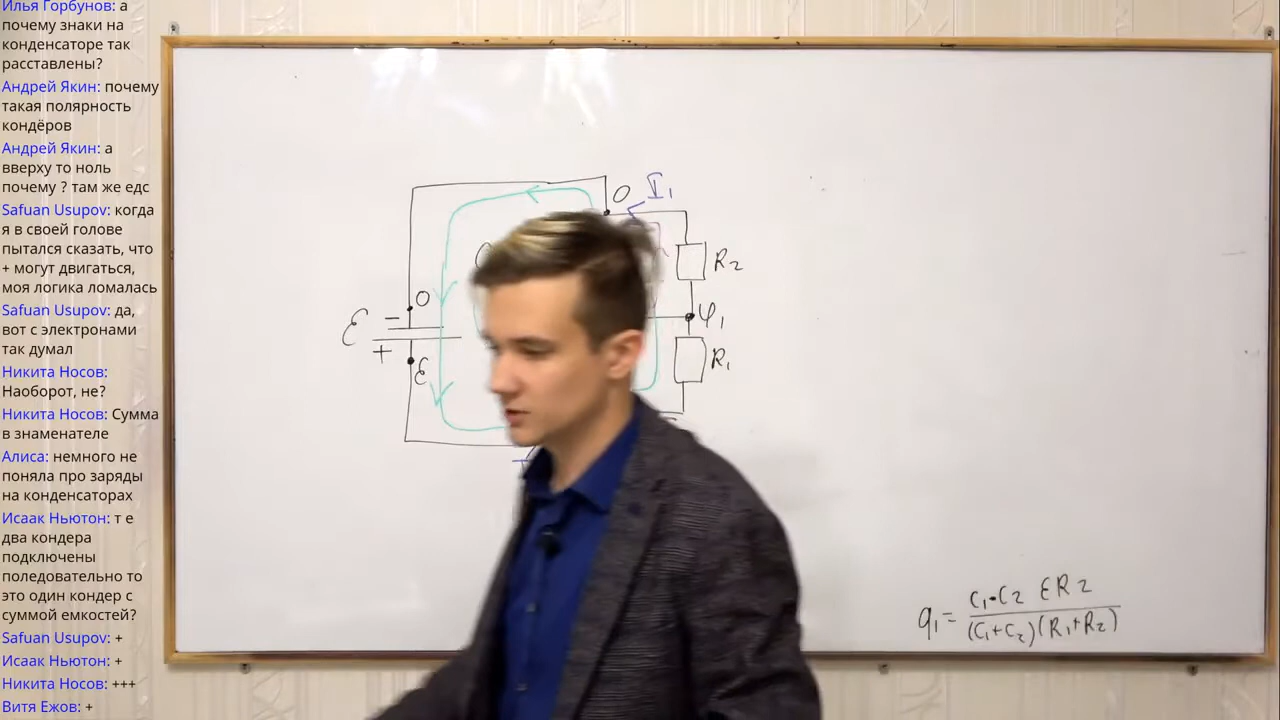 Илья Горбунов: а
почему знаки на
конденсаторе так
расставлены?
Андрей Якин: почему
такая полярность
кондёров
Андрей Якин: а
вверху то ноль
почему ? там же едс
Safuan Usupov: когда
я в своей голове
пытался сказать, что
+ могут двигаться,
моя логика ломалась
Safuan Usupov: да,
вот с электронами
так думал
Никита Носов:
Наоборот, не?
Никита Носов: Сумма
в знаменателе
Алиса: немного не
поняла про заряды
на конденсаторах
Исаак Ньютон: т е
два кондера
подключены
поледовательно то
это один кондер с
суммой емкостей?
Safuan Usupov: +
Исаак Ньютон: +
Никита Носов: +++
Витя Ежов: +
0 I₁
R₂
0
ℰ −
+
φ₁
ℰ
R₁
q₁ = C₁·C₂ ℰR₂
(C₁+C₂)(R₁+R₂)